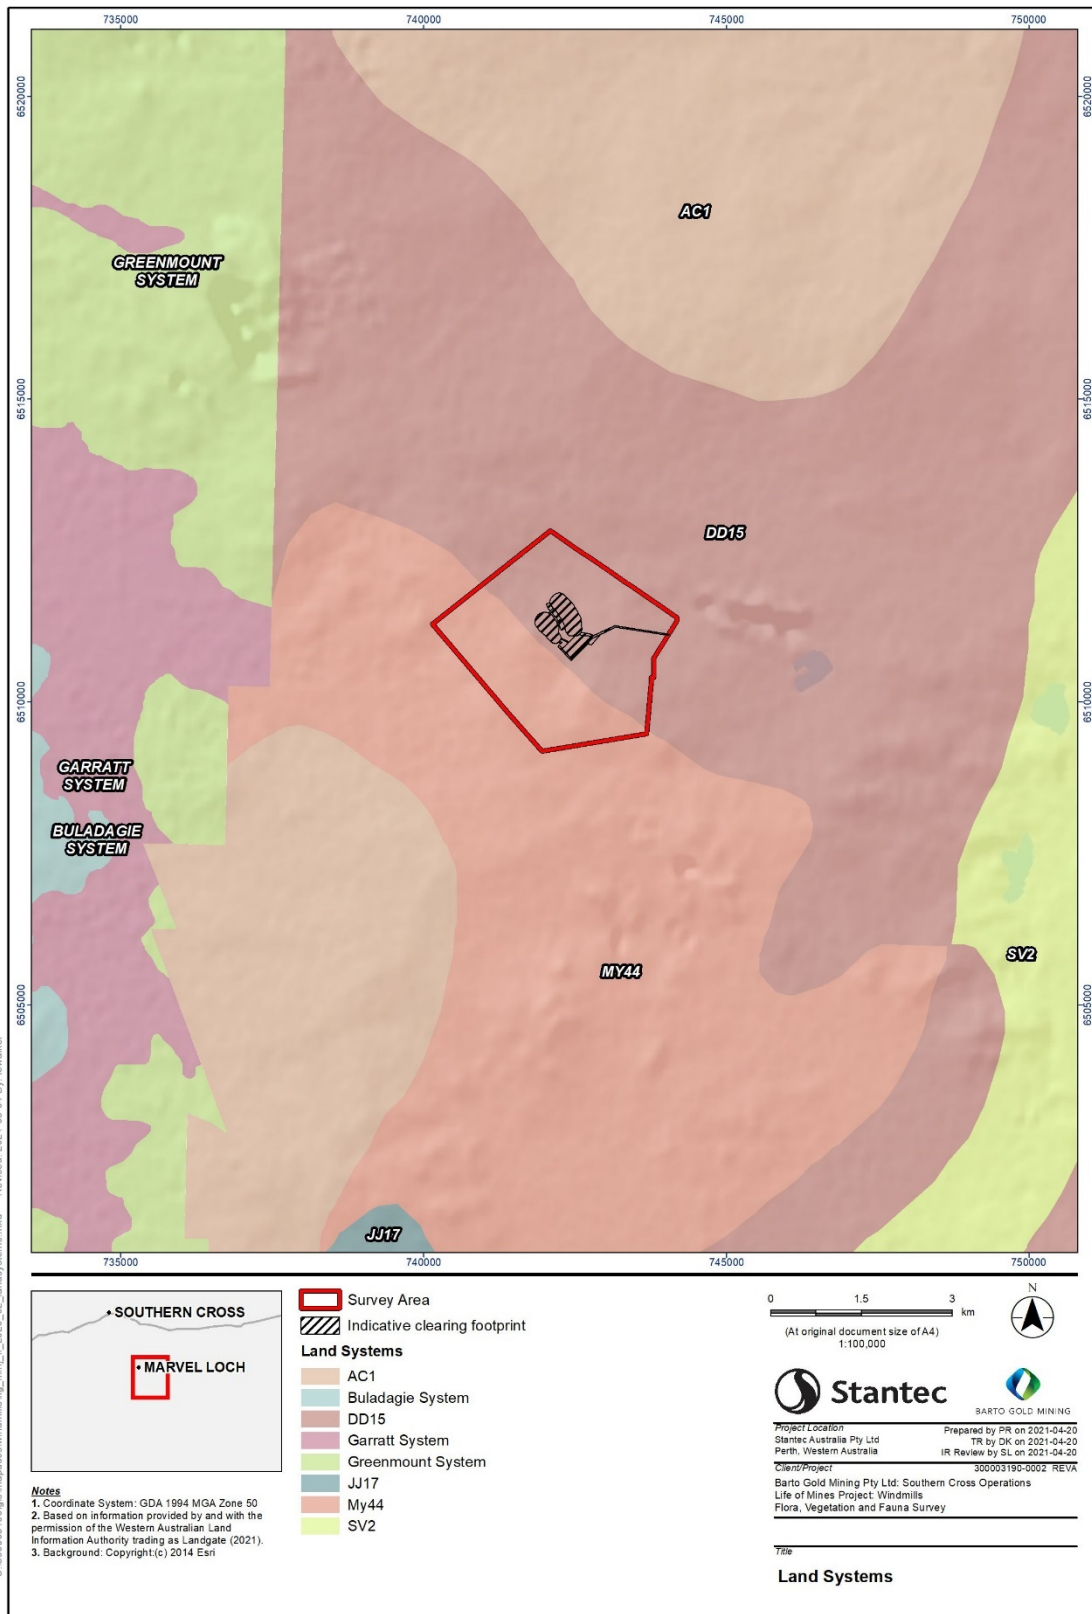 735000
740000
745000
750000
6520000
6520000
AC1
GREENMOUNT
SYSTEM
6515000
6515000
DD15
6510000
6510000
GARRATT
SYSTEM
BULADAGIE
SYSTEM
SV2
MY44
6505000
6505000
JJ17
735000
740000
745000
750000
SOUTHERN CROSS
MARVEL LOCH
Notes
1. Coordinate System: GDA 1994 MGA Zone 50
2. Based on information provided by and with the
permission of the Western Australian Land
Information Authority trading as Landgate (2021).
3. Background: Copyright:(c) 2014 Esri
Survey Area
Indicative clearing footprint
Land Systems
AC1
Buladagie System
DD15
Garratt System
Greenmount System
JJ17
My44
SV2
0 1.5 3
km
(At original document size of A4)
1:100,000
N
Stantec
BARTO GOLD MINING
Project Location
Stantec Australia Pty Ltd
Perth, Western Australia
Prepared by PR on 2021-04-20
TR by DK on 2021-04-20
IR Review by SL on 2021-04-20
Client/Project
300003190-0002 REVA
Barto Gold Mining Pty Ltd: Southern Cross Operations
Life of Mines Project: Windmills
Flora, Vegetation and Fauna Survey
Title
Land Systems